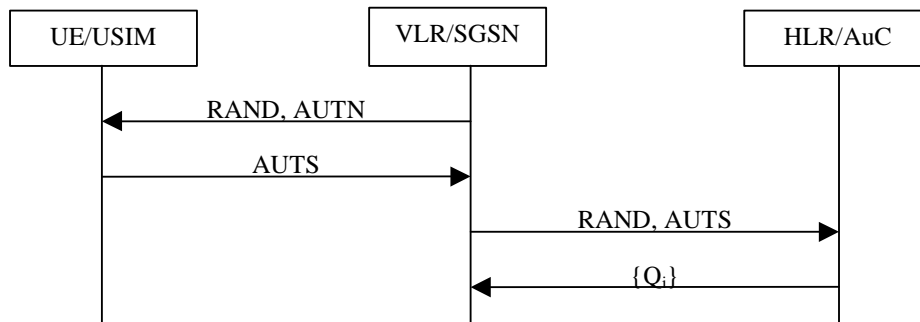 UE/USIM
VLR/SGSN
HLR/AuC
RAND, AUTN
AUTS
RAND, AUTS
{Qᵢ}